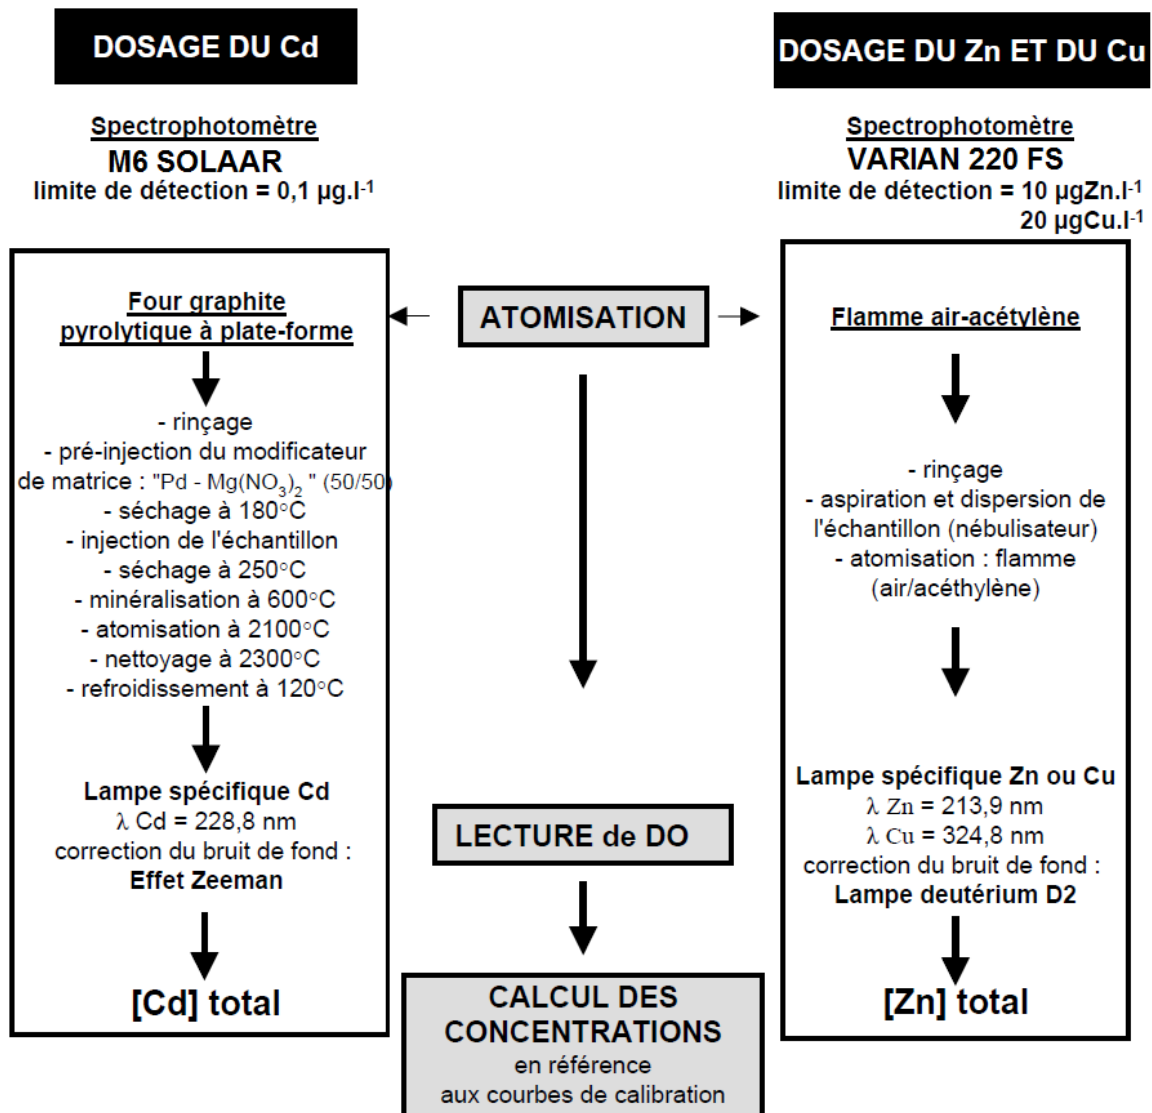 DOSAGE DU Cd
Spectrophotomètre
M6 SOLAAR
limite de détection = 0,1 µg.l-1
Four graphite
pyrolytique à plate-forme
- rinçage
- pré-injection du modificateur
de matrice : "Pd - Mg(NO3)2 " (50/50)
- séchage à 180°C
- injection de l'échantillon
- séchage à 250°C
- minéralisation à 600°C
- atomisation à 2100°C
- nettoyage à 2300°C
- refroidissement à 120°C
Lampe spécifique Cd
λ Cd = 228,8 nm
correction du bruit de fond :
Effet Zeeman
[Cd] total
ATOMISATION
LECTURE de DO
CALCUL DES
CONCENTRATIONS
en référence
aux courbes de calibration
DOSAGE DU Zn ET DU Cu
Spectrophotomètre
VARIAN 220 FS
limite de détection = 10 µgZn.l-1
20 µgCu.l-1
Flamme air-acétylène
- rinçage
- aspiration et dispersion de
l'échantillon (nébulisateur)
- atomisation : flamme
(air/acéthylène)
Lampe spécifique Zn ou Cu
λ Zn = 213,9 nm
λ Cu = 324,8 nm
correction du bruit de fond :
Lampe deutérium D2
[Zn] total